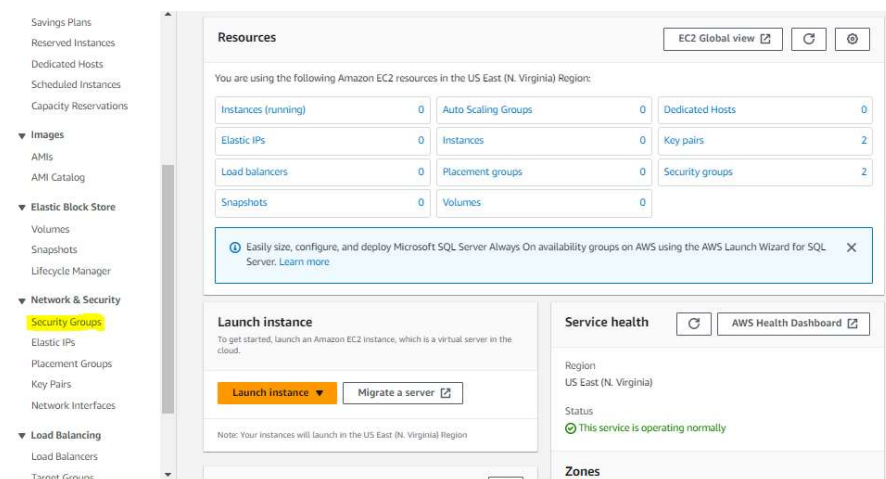 Savings Plans
Reserved Instances
Dedicated Hosts
Scheduled Instances
Capacity Reservations
Images
AMIs
AMI Catalog
Elastic Block Store
Volumes
Snapshots
Lifecycle Manager
Network & Security
Security Groups
Elastic IPs
Placement Groups
Key Pairs
Network Interfaces
Load Balancing
Load Balancers
Target Groups
Resources
EC2 Global view
You are using the following Amazon EC2 resources in the US East (N. Virginia) Region:
Instances (running) 0 Auto Scaling Groups 0 Dedicated Hosts 0
Elastic IPs 0 Instances 0 Key pairs 2
Load balancers 0 Placement groups 0 Security groups 2
Snapshots 0 Volumes 0
Easily size, configure, and deploy Microsoft SQL Server Always On availability groups on AWS using the AWS Launch Wizard for SQL
Server. Learn more
Launch instance
To get started, launch an Amazon EC2 instance, which is a virtual server in the
cloud.
Launch instance Migrate a server
Note: Your instances will launch in the US East (N. Virginia) Region
Service health
AWS Health Dashboard
Region
US East (N. Virginia)
Status
This service is operating normally
Zones